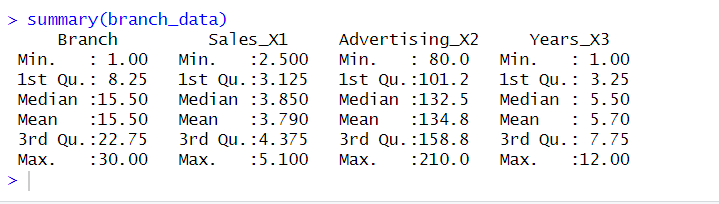 > summary(branch_data)
     Branch         Sales_X1     Advertising_X2    Years_X3    
 Min.   : 1.00   Min.   :2.500   Min.   : 80.0   Min.   : 1.00  
 1st Qu.: 8.25   1st Qu.:3.125   1st Qu.:101.2   1st Qu.: 3.25  
 Median :15.50   Median :3.850   Median :132.5   Median : 5.50  
 Mean   :15.50   Mean   :3.790   Mean   :134.8   Mean   : 5.70  
 3rd Qu.:22.75   3rd Qu.:4.375   3rd Qu.:158.8   3rd Qu.: 7.75  
 Max.   :30.00   Max.   :5.100   Max.   :210.0   Max.   :12.00  
>